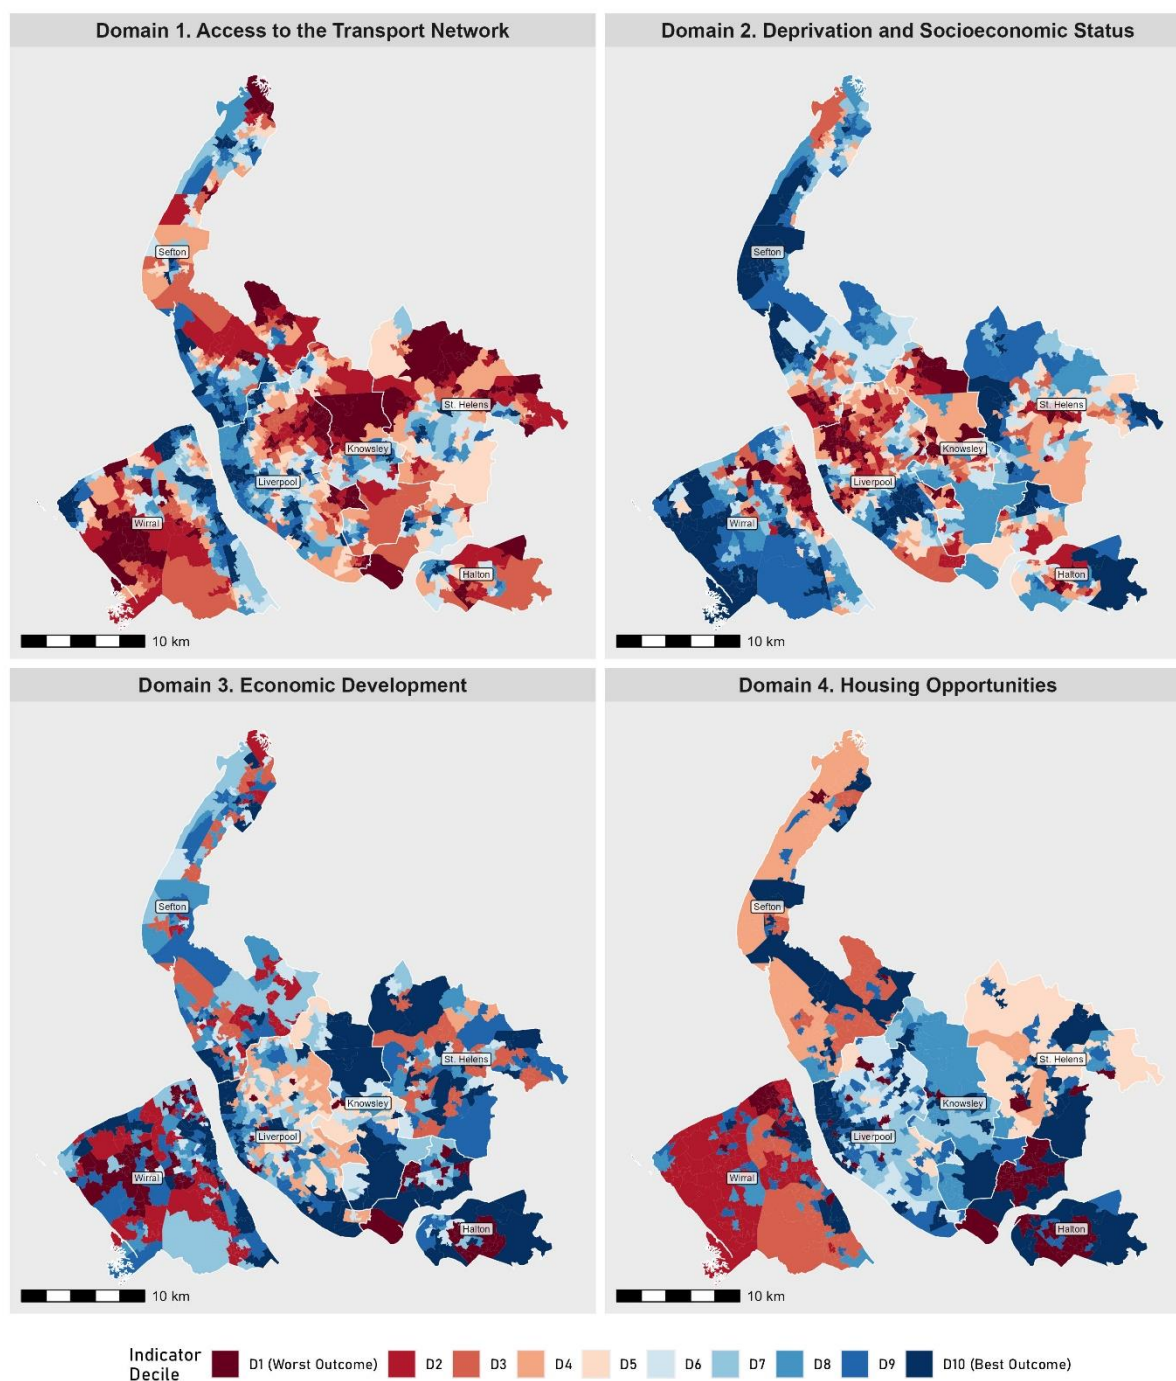 Domain 1. Access to the Transport Network
Domain 2. Deprivation and Socioeconomic Status
Sefton
St. Helens
Knowsley
Liverpool
Wirral
Halton
10 km
Sefton
St. Helens
Knowsley
Liverpool
Wirral
Halton
10 km
Domain 3. Economic Development
Domain 4. Housing Opportunities
Sefton
St. Helens
Knowsley
Liverpool
Wirral
Halton
10 km
Sefton
St. Helens
Knowsley
Liverpool
Wirral
Halton
10 km
Indicator
Decile
D1 (Worst Outcome) D2 D3 D4 D5 D6 D7 D8 D9 D10 (Best Outcome)